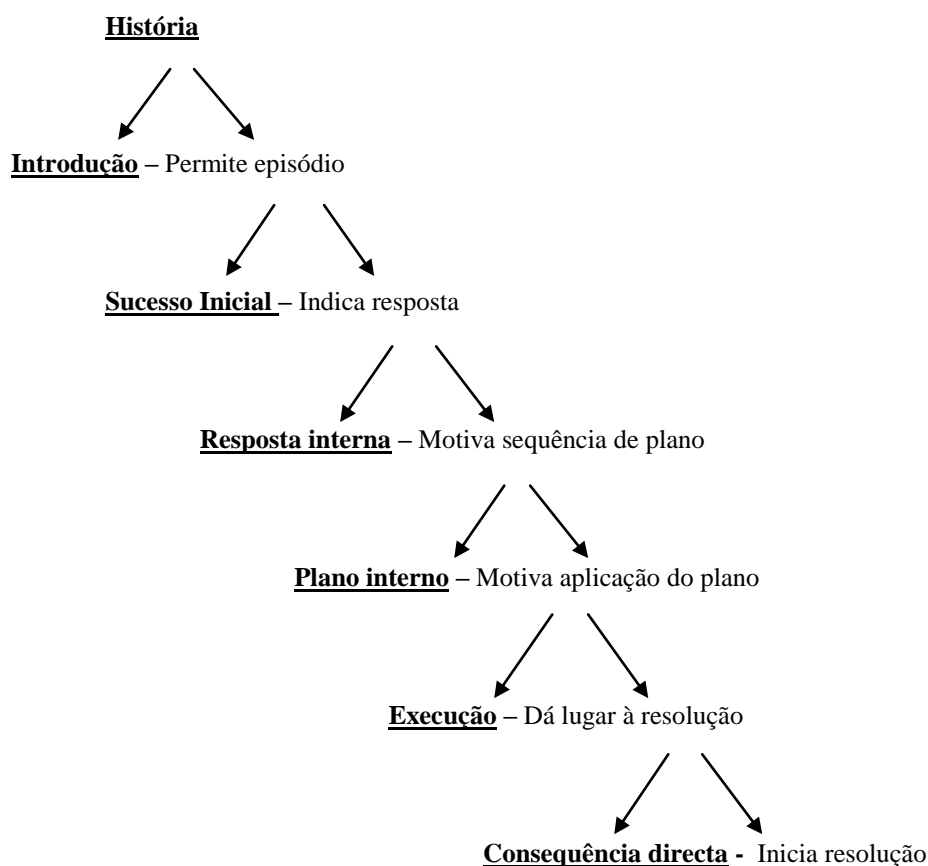 História
Introdução – Permite episódio
Sucesso Inicial – Indica resposta
Resposta interna – Motiva sequência de plano
Plano interno – Motiva aplicação do plano
Execução – Dá lugar à resolução
Consequência directa - Inicia resolução